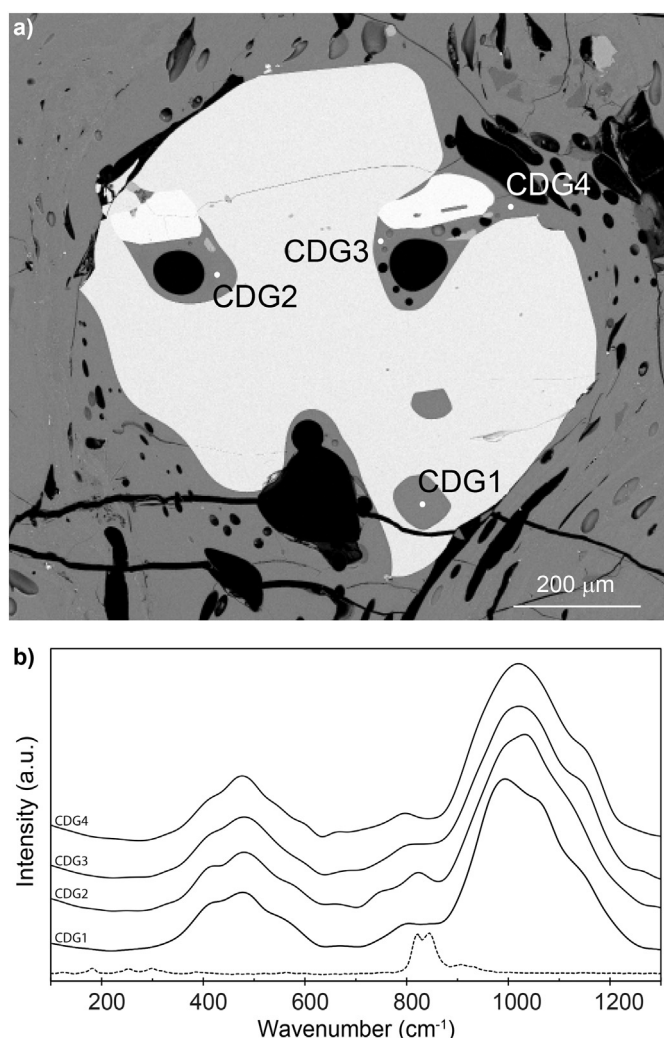 a)
CDG4
CDG3
CDG2
CDG1
200 μm
b)
Intensity (a.u.)
CDG4
CDG3
CDG2
CDG1
200 400 600 800 1000 1200
Wavenumber (cm⁻¹)